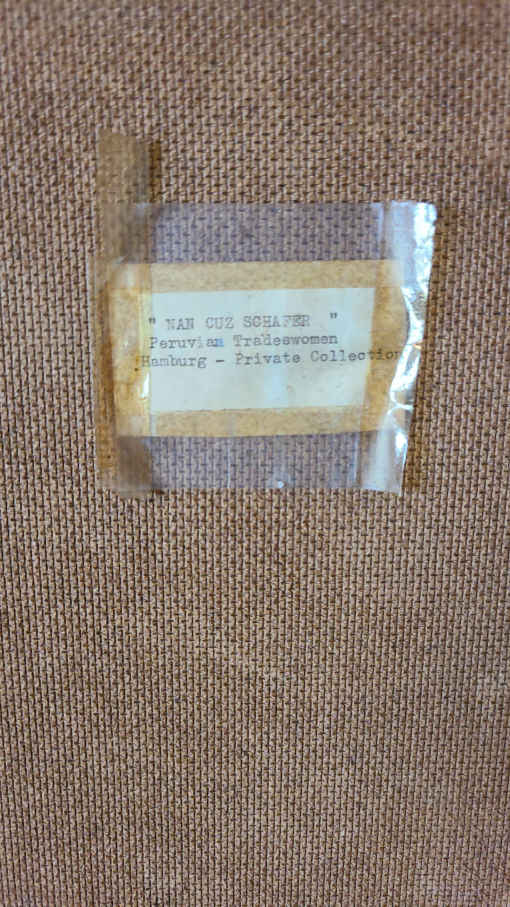 " NAN CUZ SCHAFER "
Peruvian Tradeswomen
Hamburg - Private Collection